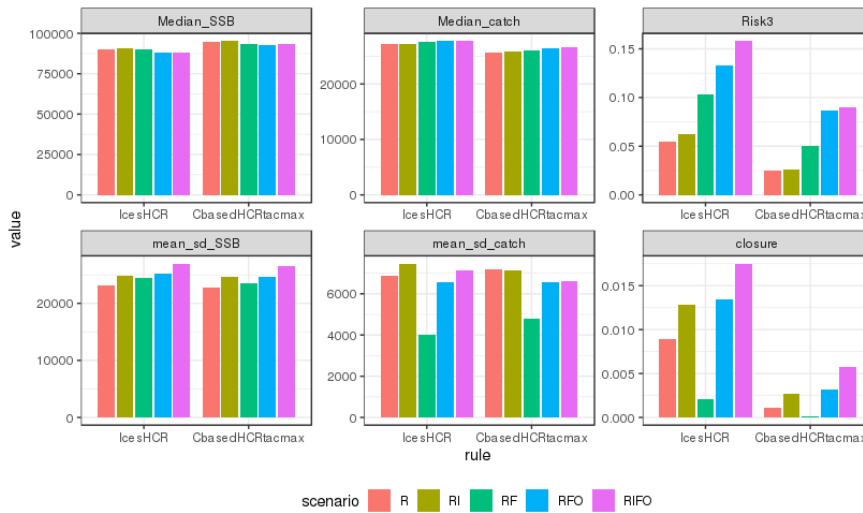 Median_SSB
Median_catch
Risk3
100000
75000
50000
25000
0
20000
10000
0
0.15
0.10
0.05
0.00
IcesHCR
CbasedHCRtacmax
IcesHCR
CbasedHCRtacmax
IcesHCR
CbasedHCRtacmax
value
mean_sd_SSB
mean_sd_catch
closure
20000
10000
0
6000
4000
2000
0
0.015
0.010
0.005
0.000
IcesHCR
CbasedHCRtacmax
IcesHCR
CbasedHCRtacmax
IcesHCR
CbasedHCRtacmax
rule
scenario R RI RF RFO RIFO